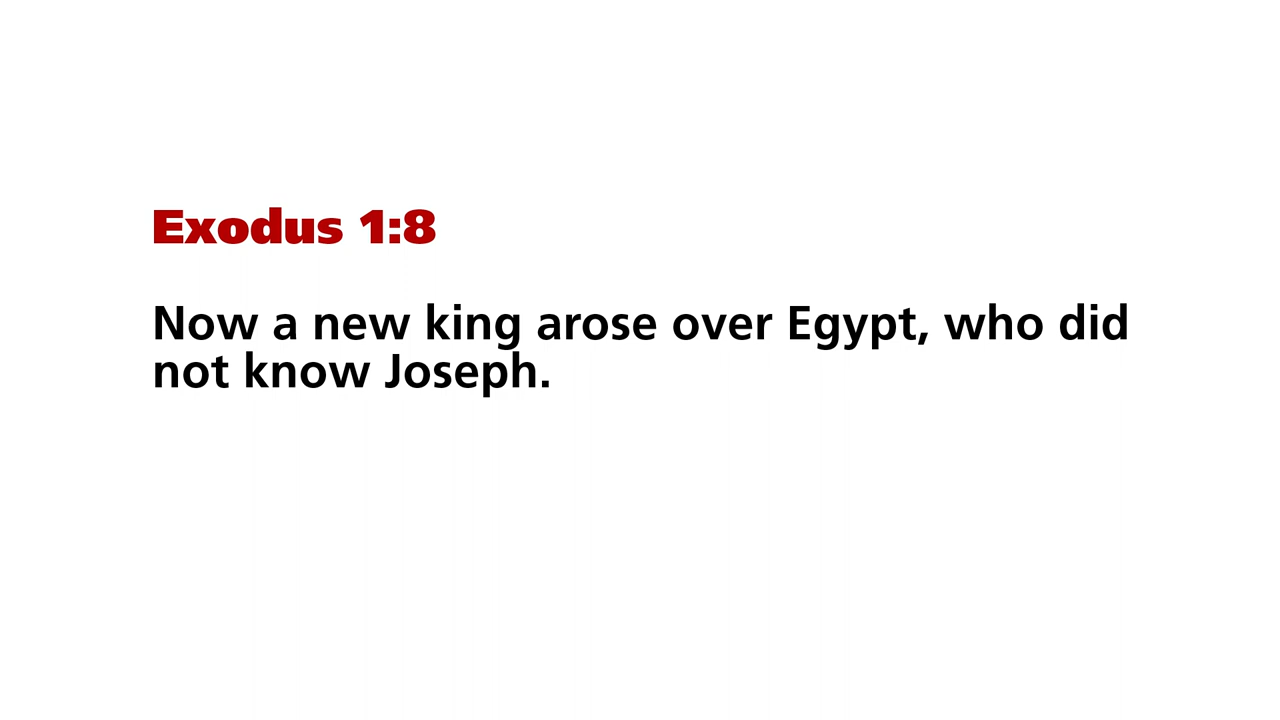 Exodus 1:8
Now a new king arose over Egypt, who did
not know Joseph.